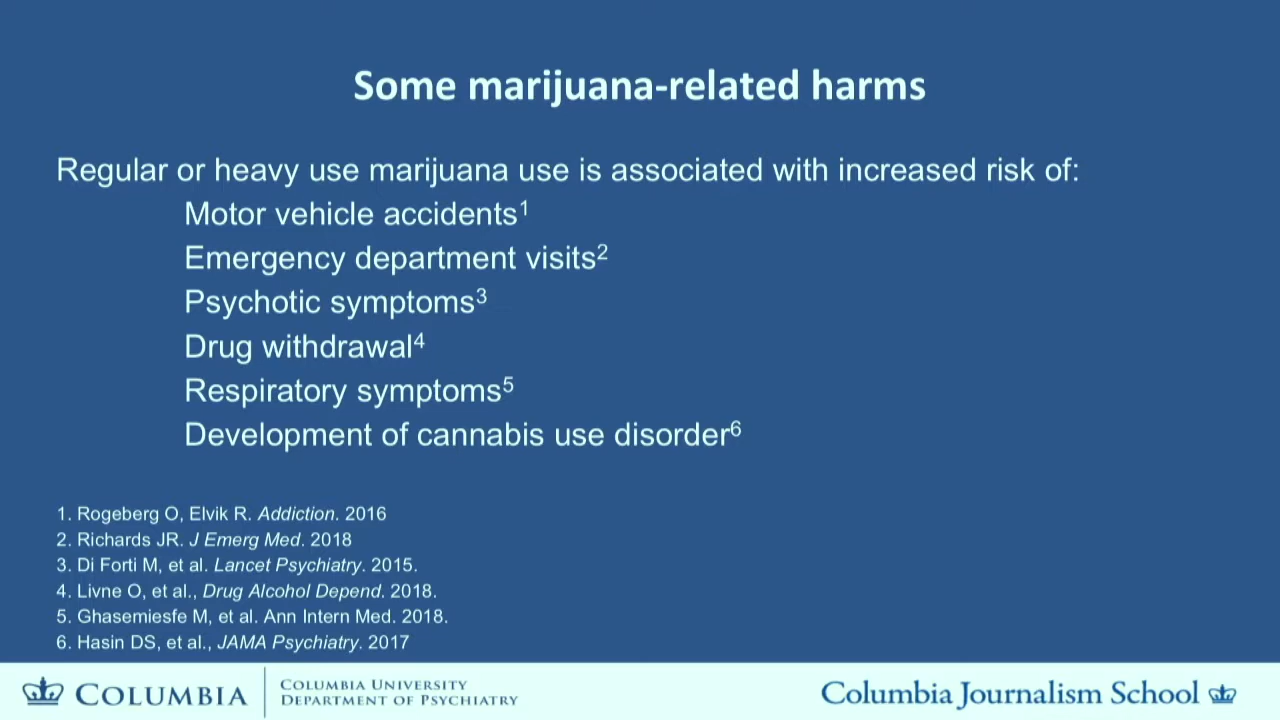 Some marijuana-related harms
Regular or heavy use marijuana use is associated with increased risk of:
Motor vehicle accidents¹
Emergency department visits²
Psychotic symptoms³
Drug withdrawal⁴
Respiratory symptoms⁵
Development of cannabis use disorder⁶
1. Rogeberg O, Elvik R. Addiction. 2016
2. Richards JR. J Emerg Med. 2018
3. Di Forti M, et al. Lancet Psychiatry. 2015.
4. Livne O, et al., Drug Alcohol Depend. 2018.
5. Ghasemiesfe M, et al. Ann Intern Med. 2018.
6. Hasin DS, et al., JAMA Psychiatry. 2017
COLUMBIA
COLUMBIA UNIVERSITY
DEPARTMENT OF PSYCHIATRY
Columbia Journalism School